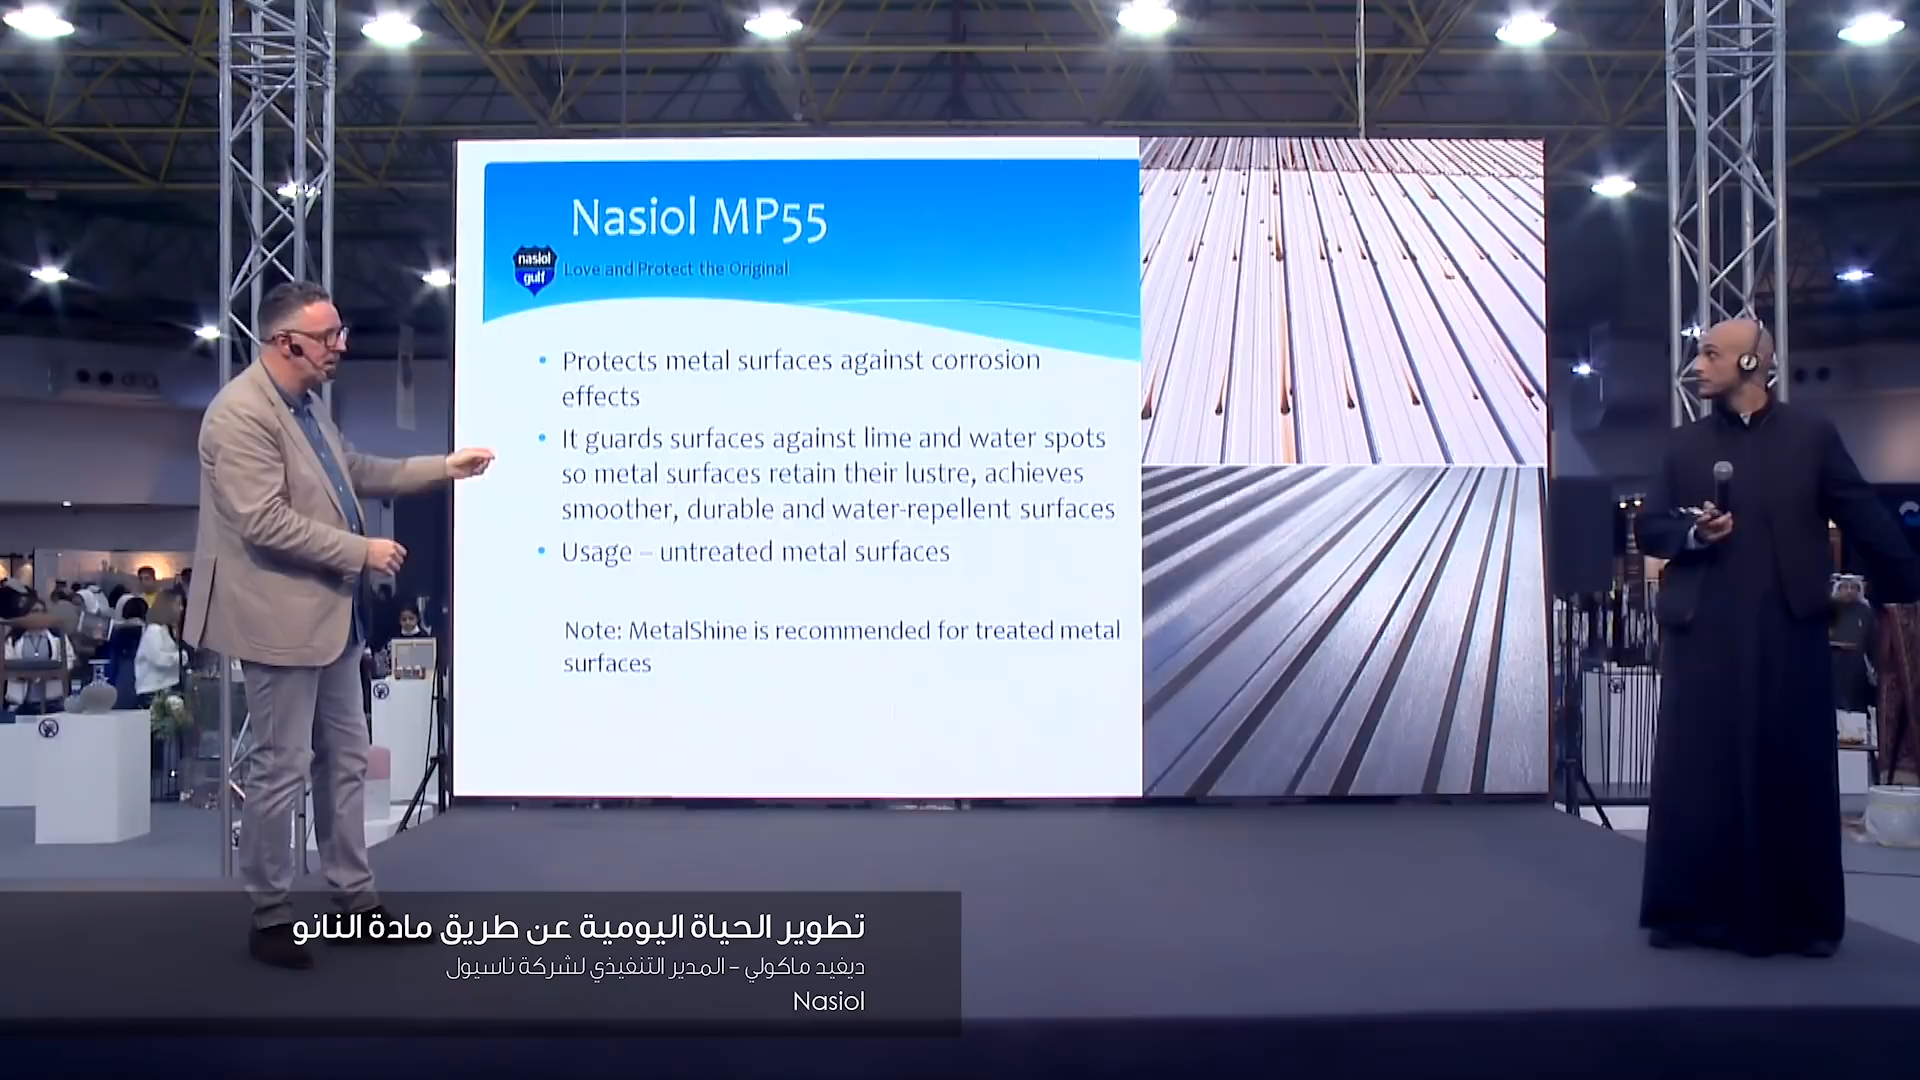 Nasiol MP55
nasiol
gulf
Love and Protect the Original
• Protects metal surfaces against corrosion
effects
• It guards surfaces against lime and water spots
so metal surfaces retain their lustre, achieves
smoother, durable and water-repellent surfaces
• Usage – untreated metal surfaces
Note: MetalShine is recommended for treated metal
surfaces
تطوير الحياة اليومية عن طريق مادة النانو
ديفيد ماكولي – المدير التنفيذي لشركة ناسيول
Nasiol